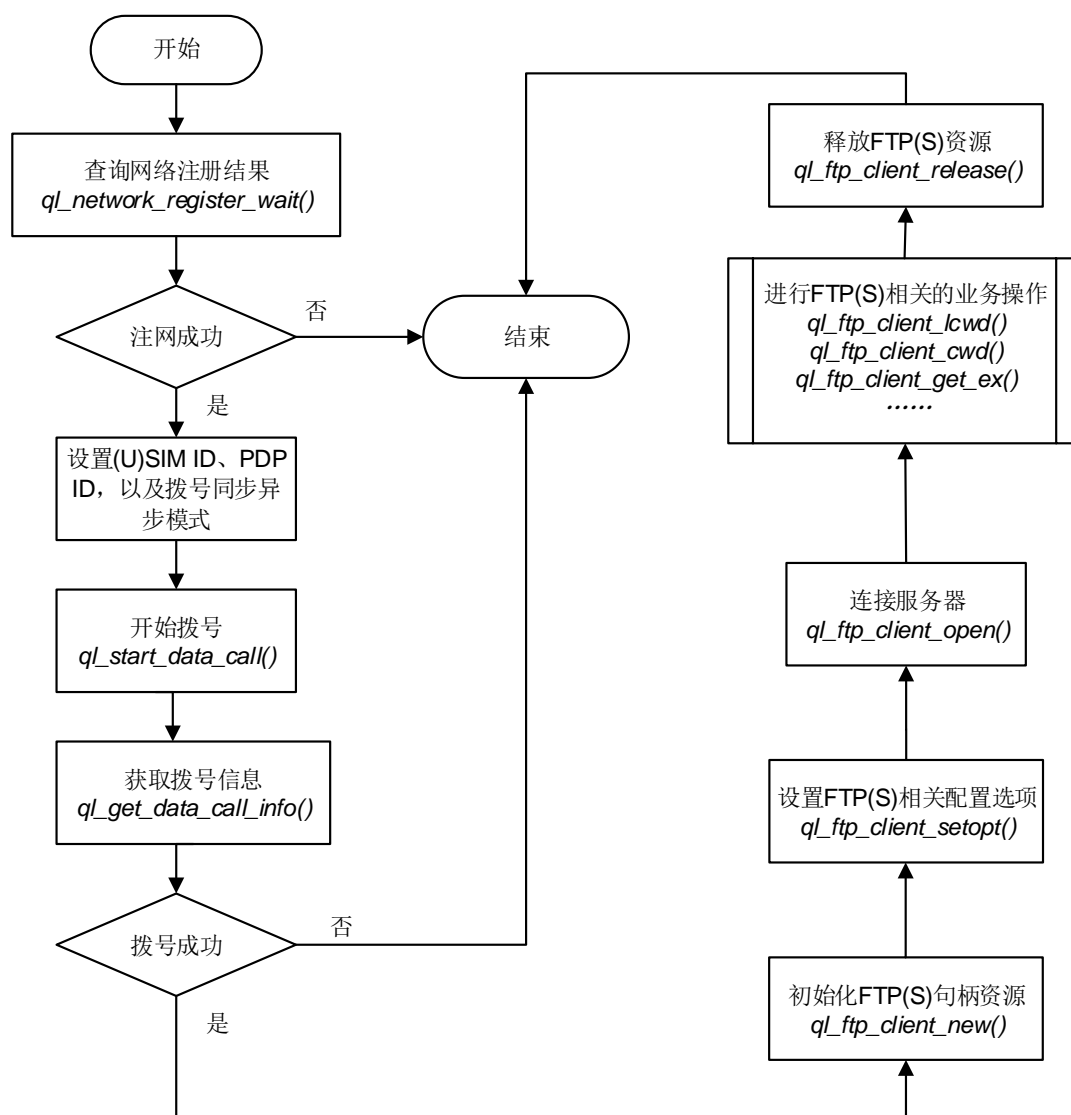 开始
查询网络注册结果
ql_network_register_wait()
注网成功
否
是
结束
设置(U)SIM ID、PDP
ID，以及拨号同步异
步模式
开始拨号
ql_start_data_call()
获取拨号信息
ql_get_data_call_info()
拨号成功
否
是
释放FTP(S)资源
ql_ftp_client_release()
进行FTP(S)相关的业务操作
ql_ftp_client_lcwd()
ql_ftp_client_cwd()
ql_ftp_client_get_ex()
……
连接服务器
ql_ftp_client_open()
设置FTP(S)相关配置选项
ql_ftp_client_setopt()
初始化FTP(S)句柄资源
ql_ftp_client_new()